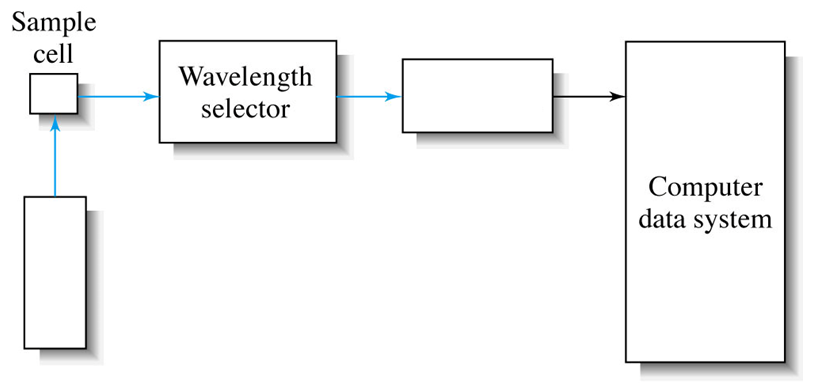 Sample
cell
Wavelength
selector
Computer
data system